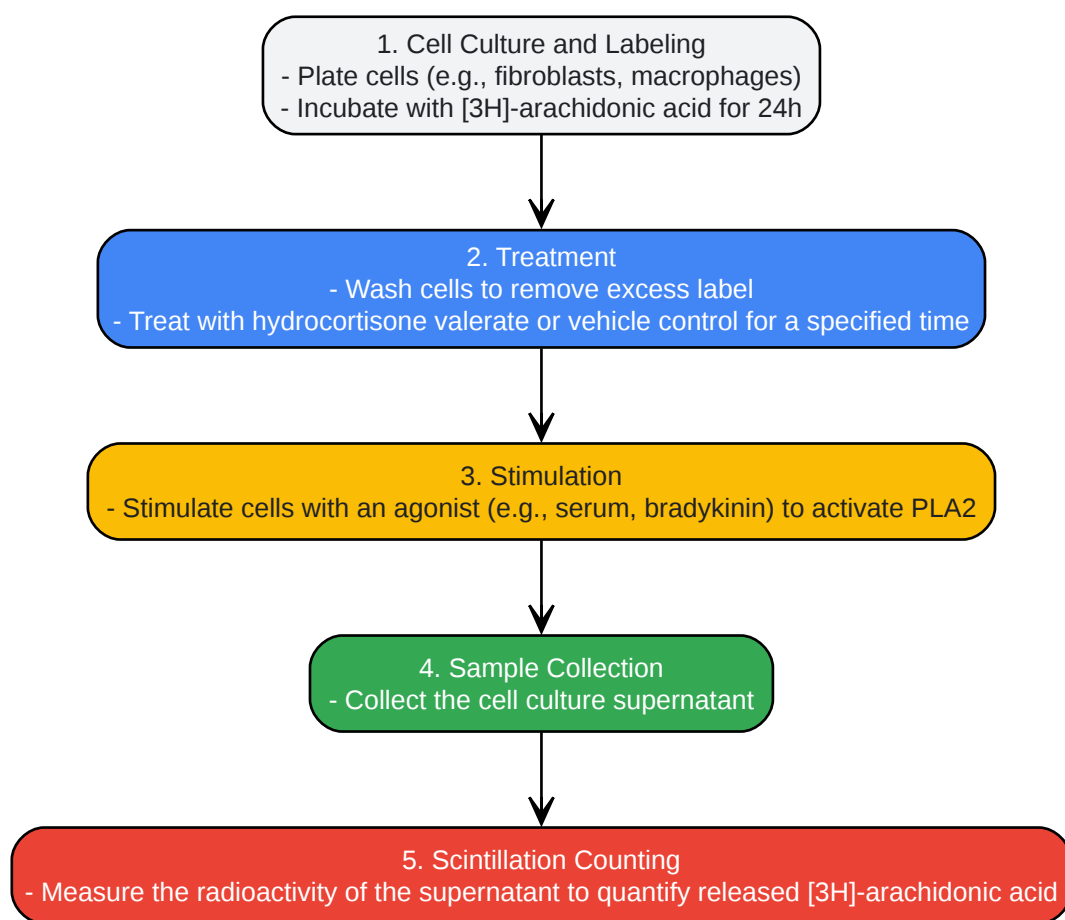 1. Cell Culture and Labeling
- Plate cells (e.g., fibroblasts, macrophages)
- Incubate with [3H]-arachidonic acid for 24h
2. Treatment
- Wash cells to remove excess label
- Treat with hydrocortisone valerate or vehicle control for a specified time
3. Stimulation
- Stimulate cells with an agonist (e.g., serum, bradykinin) to activate PLA2
4. Sample Collection
- Collect the cell culture supernatant
5. Scintillation Counting
- Measure the radioactivity of the supernatant to quantify released [3H]-arachidonic acid